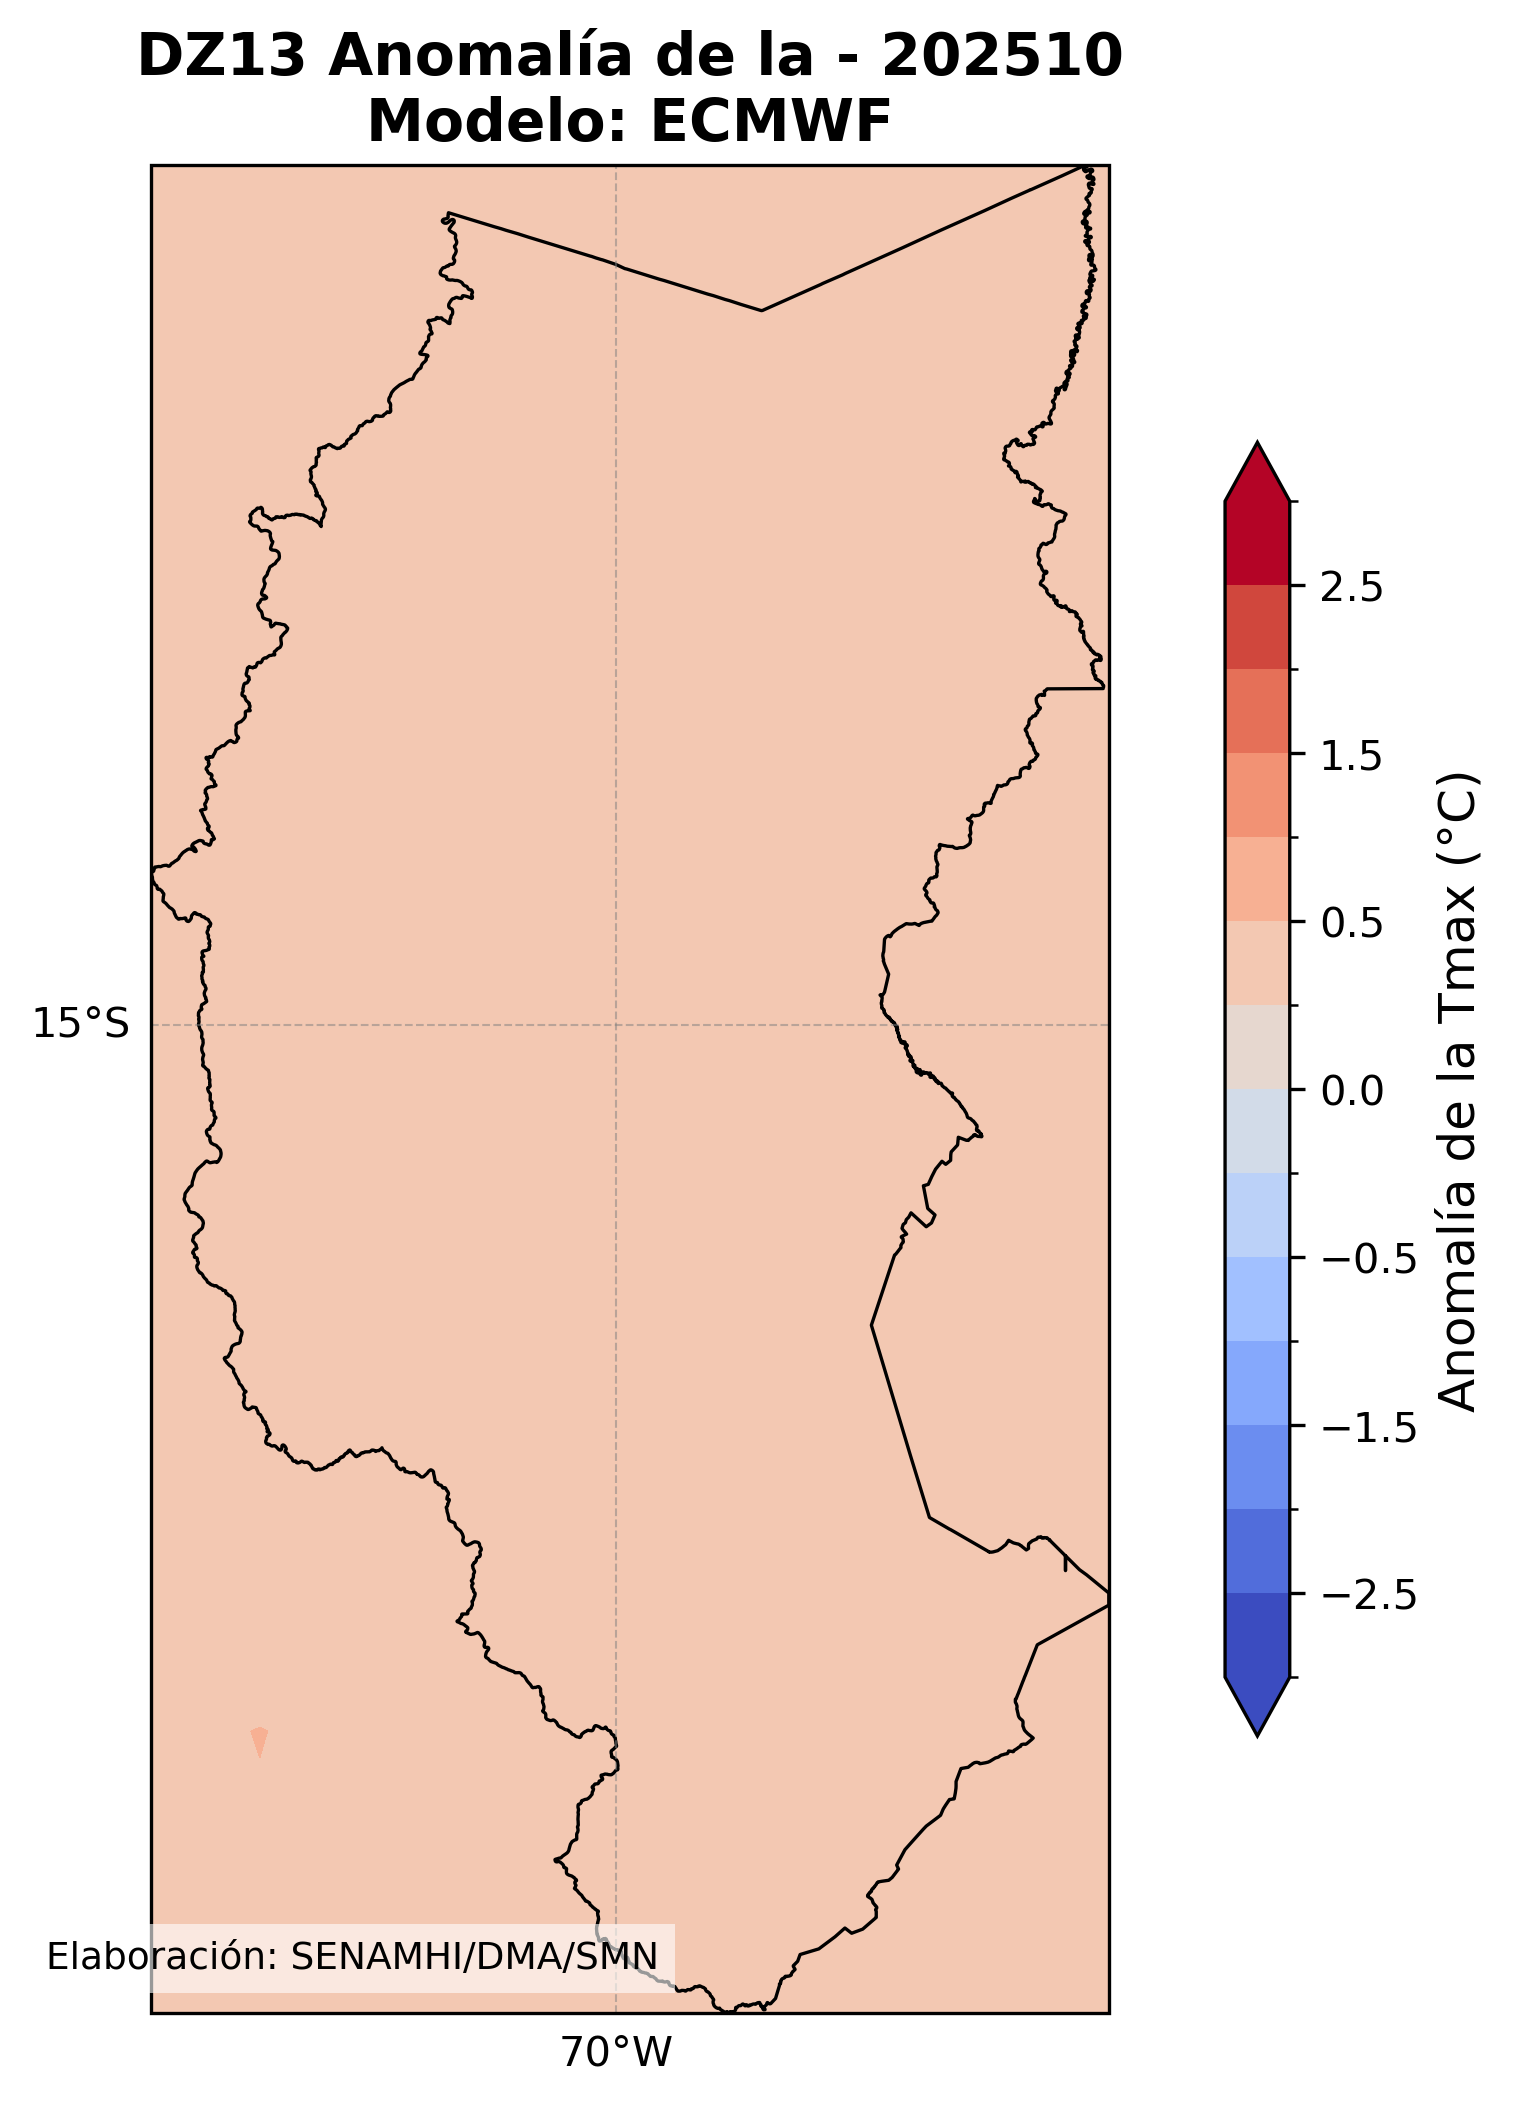 DZ13 Anomalía de la - 202510
Modelo: ECMWF
2.5
1.5
0.5
0.0
−0.5
−1.5
−2.5
Anomalía de la Tmax (°C)
15°S
Elaboración: SENAMHI/DMA/SMN
70°W